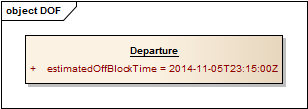 object DOF
Departure
+ estimatedOffBlockTime = 2014-11-05T23:15:00Z